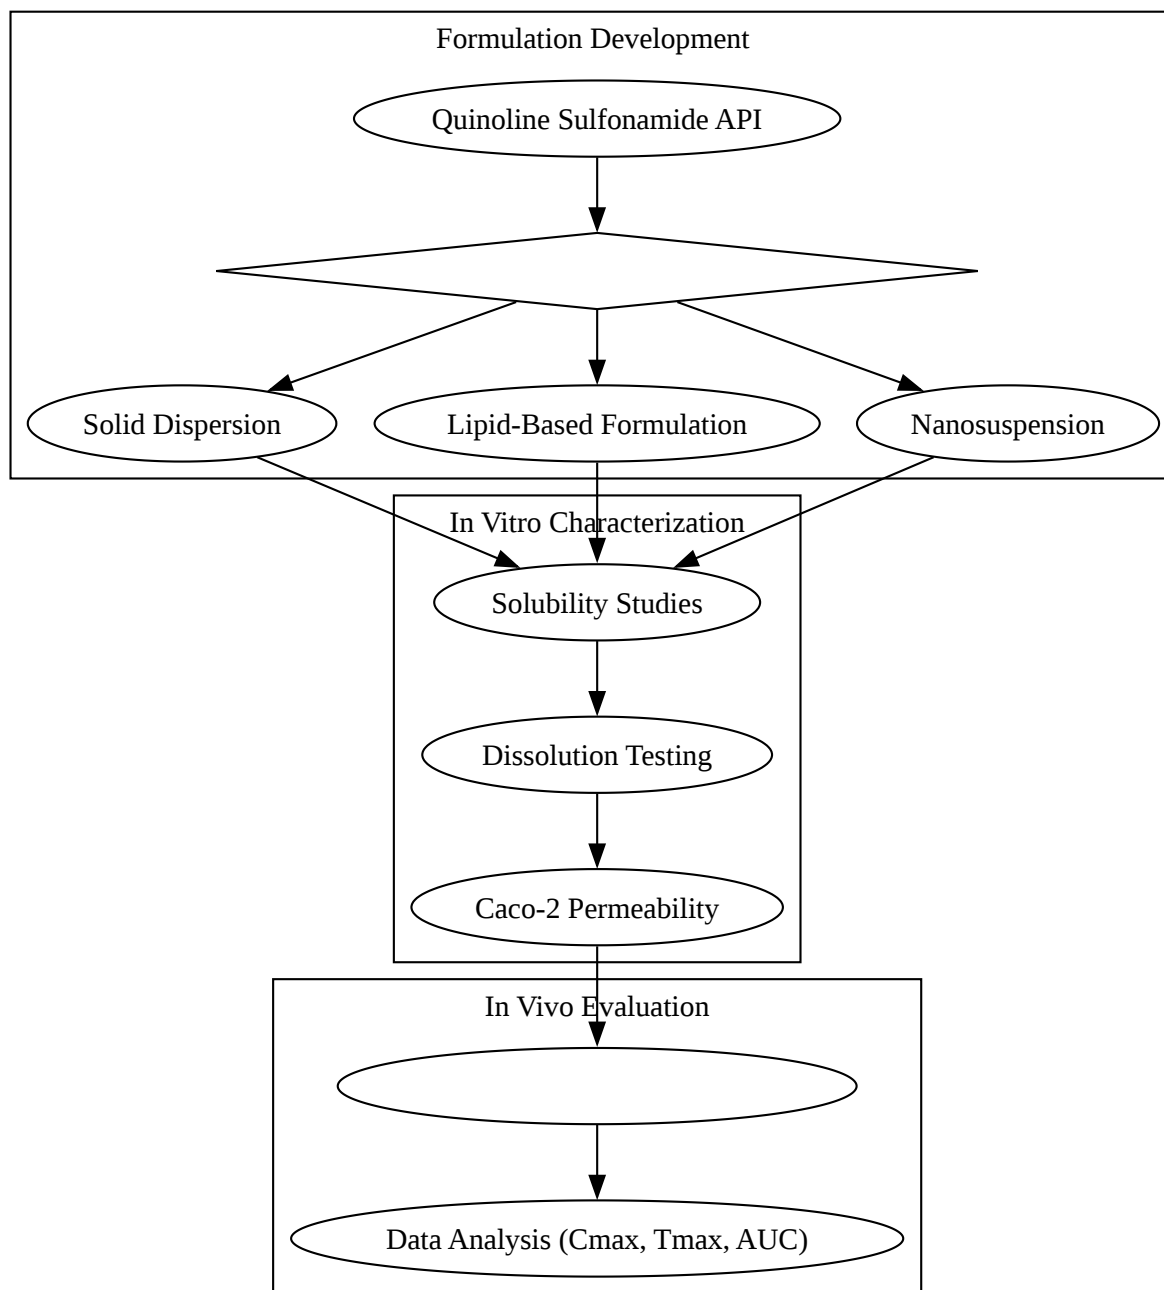 Formulation Development
Quinoline Sulfonamide API
Solid Dispersion
Lipid-Based Formulation
Nanosuspension
In Vitro Characterization
Solubility Studies
Dissolution Testing
Caco-2 Permeability
In Vivo Evaluation
Data Analysis (Cmax, Tmax, AUC)